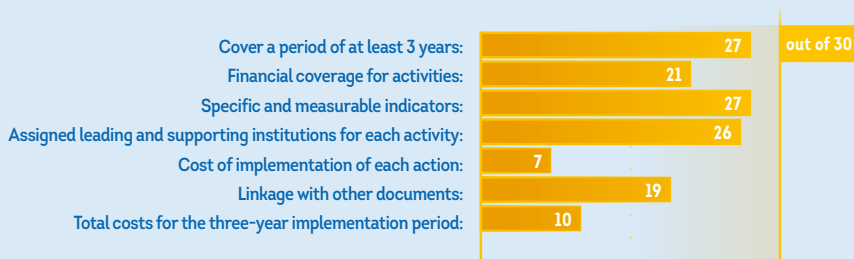 Cover a period of at least 3 years: 27 out of 30
Financial coverage for activities: 21
Specific and measurable indicators: 27
Assigned leading and supporting institutions for each activity: 26
Cost of implementation of each action: 7
Linkage with other documents: 19
Total costs for the three-year implementation period: 10